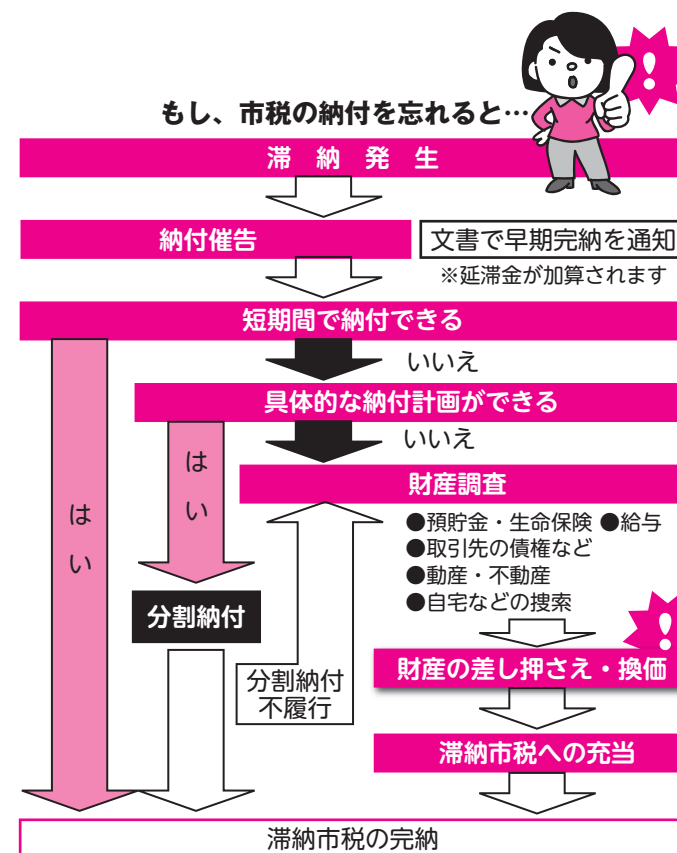 もし、市税の納付を忘れると…
滞納発生
納付催告
文書で早期完納を通知
※延滞金が加算されます
短期間で納付できる
いいえ
具体的な納付計画ができる
いいえ
はい
はい
財産調査
●預貯金・生命保険 ●給与
●取引先の債権など
●動産・不動産
●自宅などの捜索
分割納付
分割納付
不履行
財産の差し押さえ・換価
滞納市税への充当
滞納市税の完納